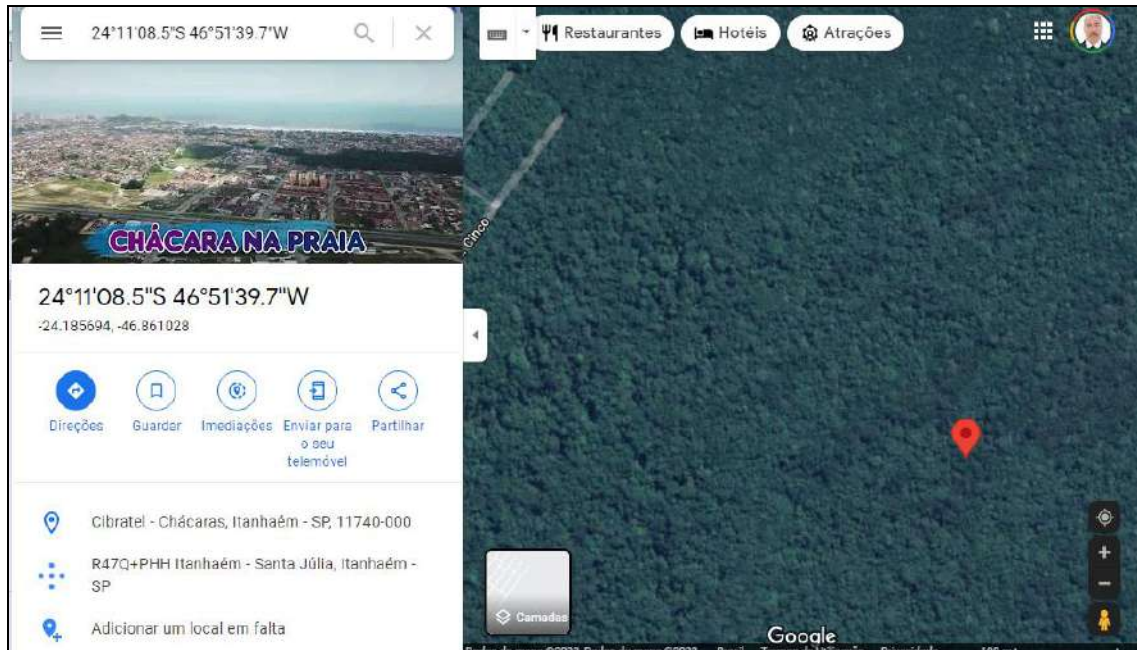 24°11'08.5"S 46°51'39.7"W
Restaurantes
Hotéis
Atrações
CHÁCARA NA PRAIA
Cinco
24°11'08.5"S 46°51'39.7"W
-24.185694, -46.861028
Direções
Guardar
Imediações
Enviar para
o seu
telemóvel
Partilhar
Cibratel - Chácaras, Itanhaém - SP, 11740-000
R47Q+PHH Itanhaém - Santa Júlia, Itanhaém -
SP
Adicionar um local em falta
Camadas
Google